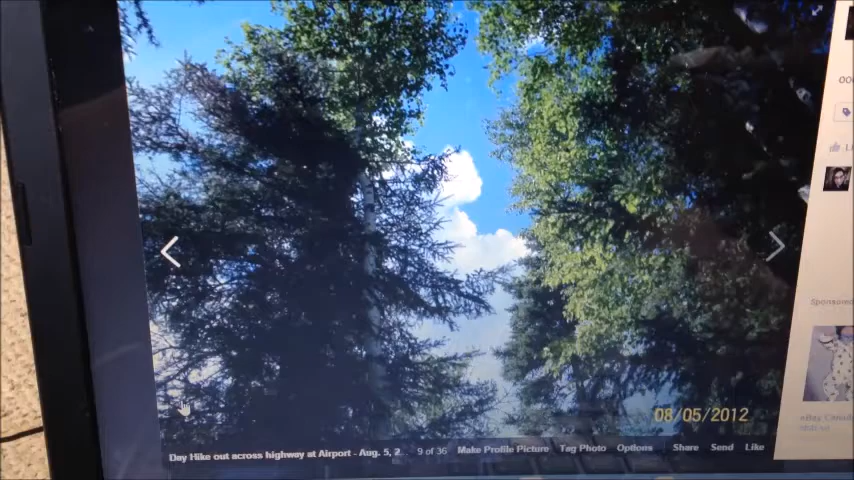 08/05/2012
Day Hike out across highway at Airport - Aug. 5, 2 9 of 36 Make Profile Picture Tag Photo Options Share Send Like
Sponsored
eBay Canada